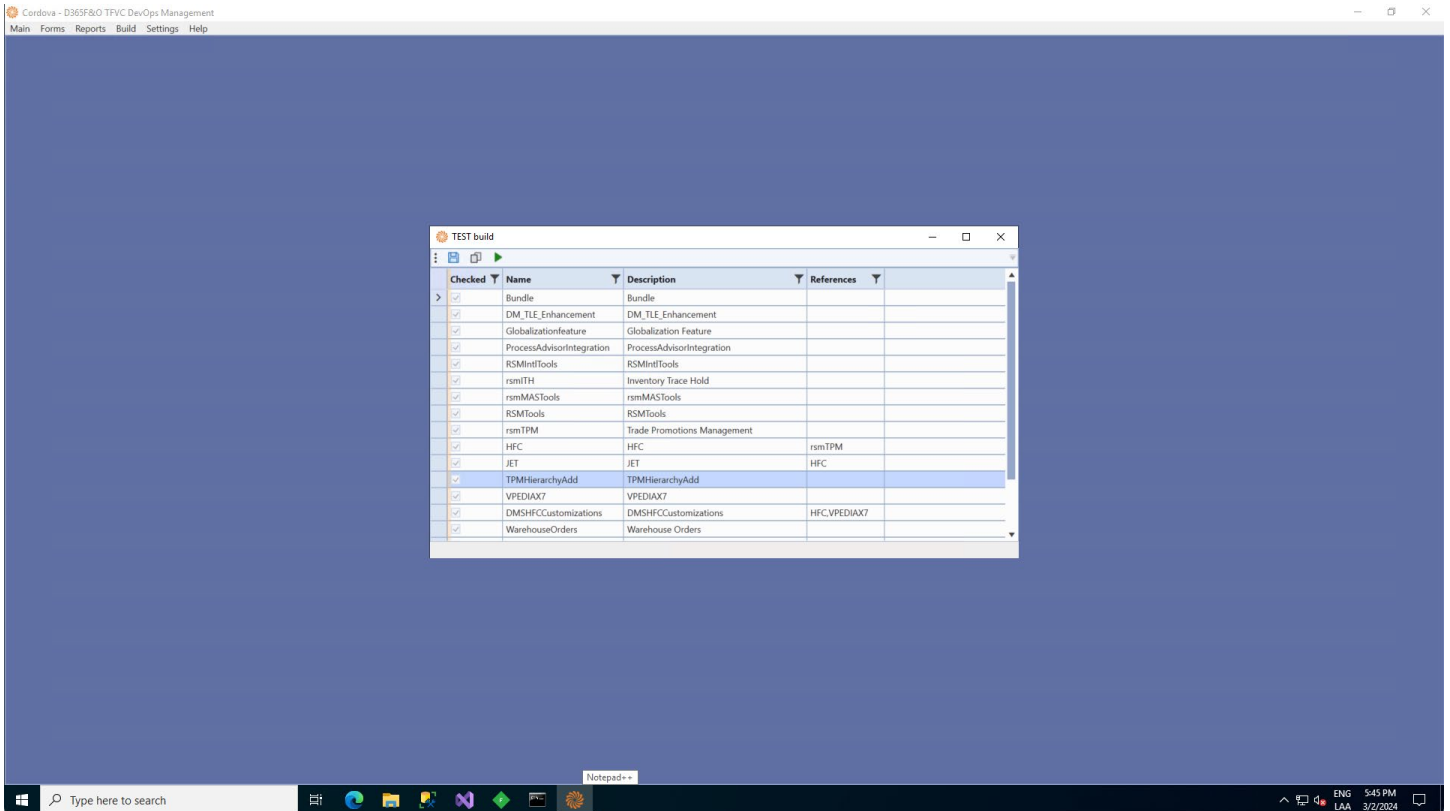 Cordova - D365F&O TFVC DevOps Management
Main Forms Reports Build Settings Help
TEST build
Checked Name Description References
Bundle Bundle
DM_TLE_Enhancement DM_TLE_Enhancement
Globalizationfeature Globalization Feature
ProcessAdvisorIntegration ProcessAdvisorIntegration
RSMIntlTools RSMIntlTools
rsmITH Inventory Trace Hold
rsmMASTools rsmMASTools
RSMTools RSMTools
rsmTPM Trade Promotions Management
HFC HFC rsmTPM
JET JET HFC
TPMHierarchyAdd TPMHierarchyAdd
VPEDIAX7 VPEDIAX7
DMSHFCCustomizations DMSHFCCustomizations HFC,VPEDIAX7
WarehouseOrders Warehouse Orders
Notepad++
Type here to search
ENG 5:45 PM
LAA 3/2/2024